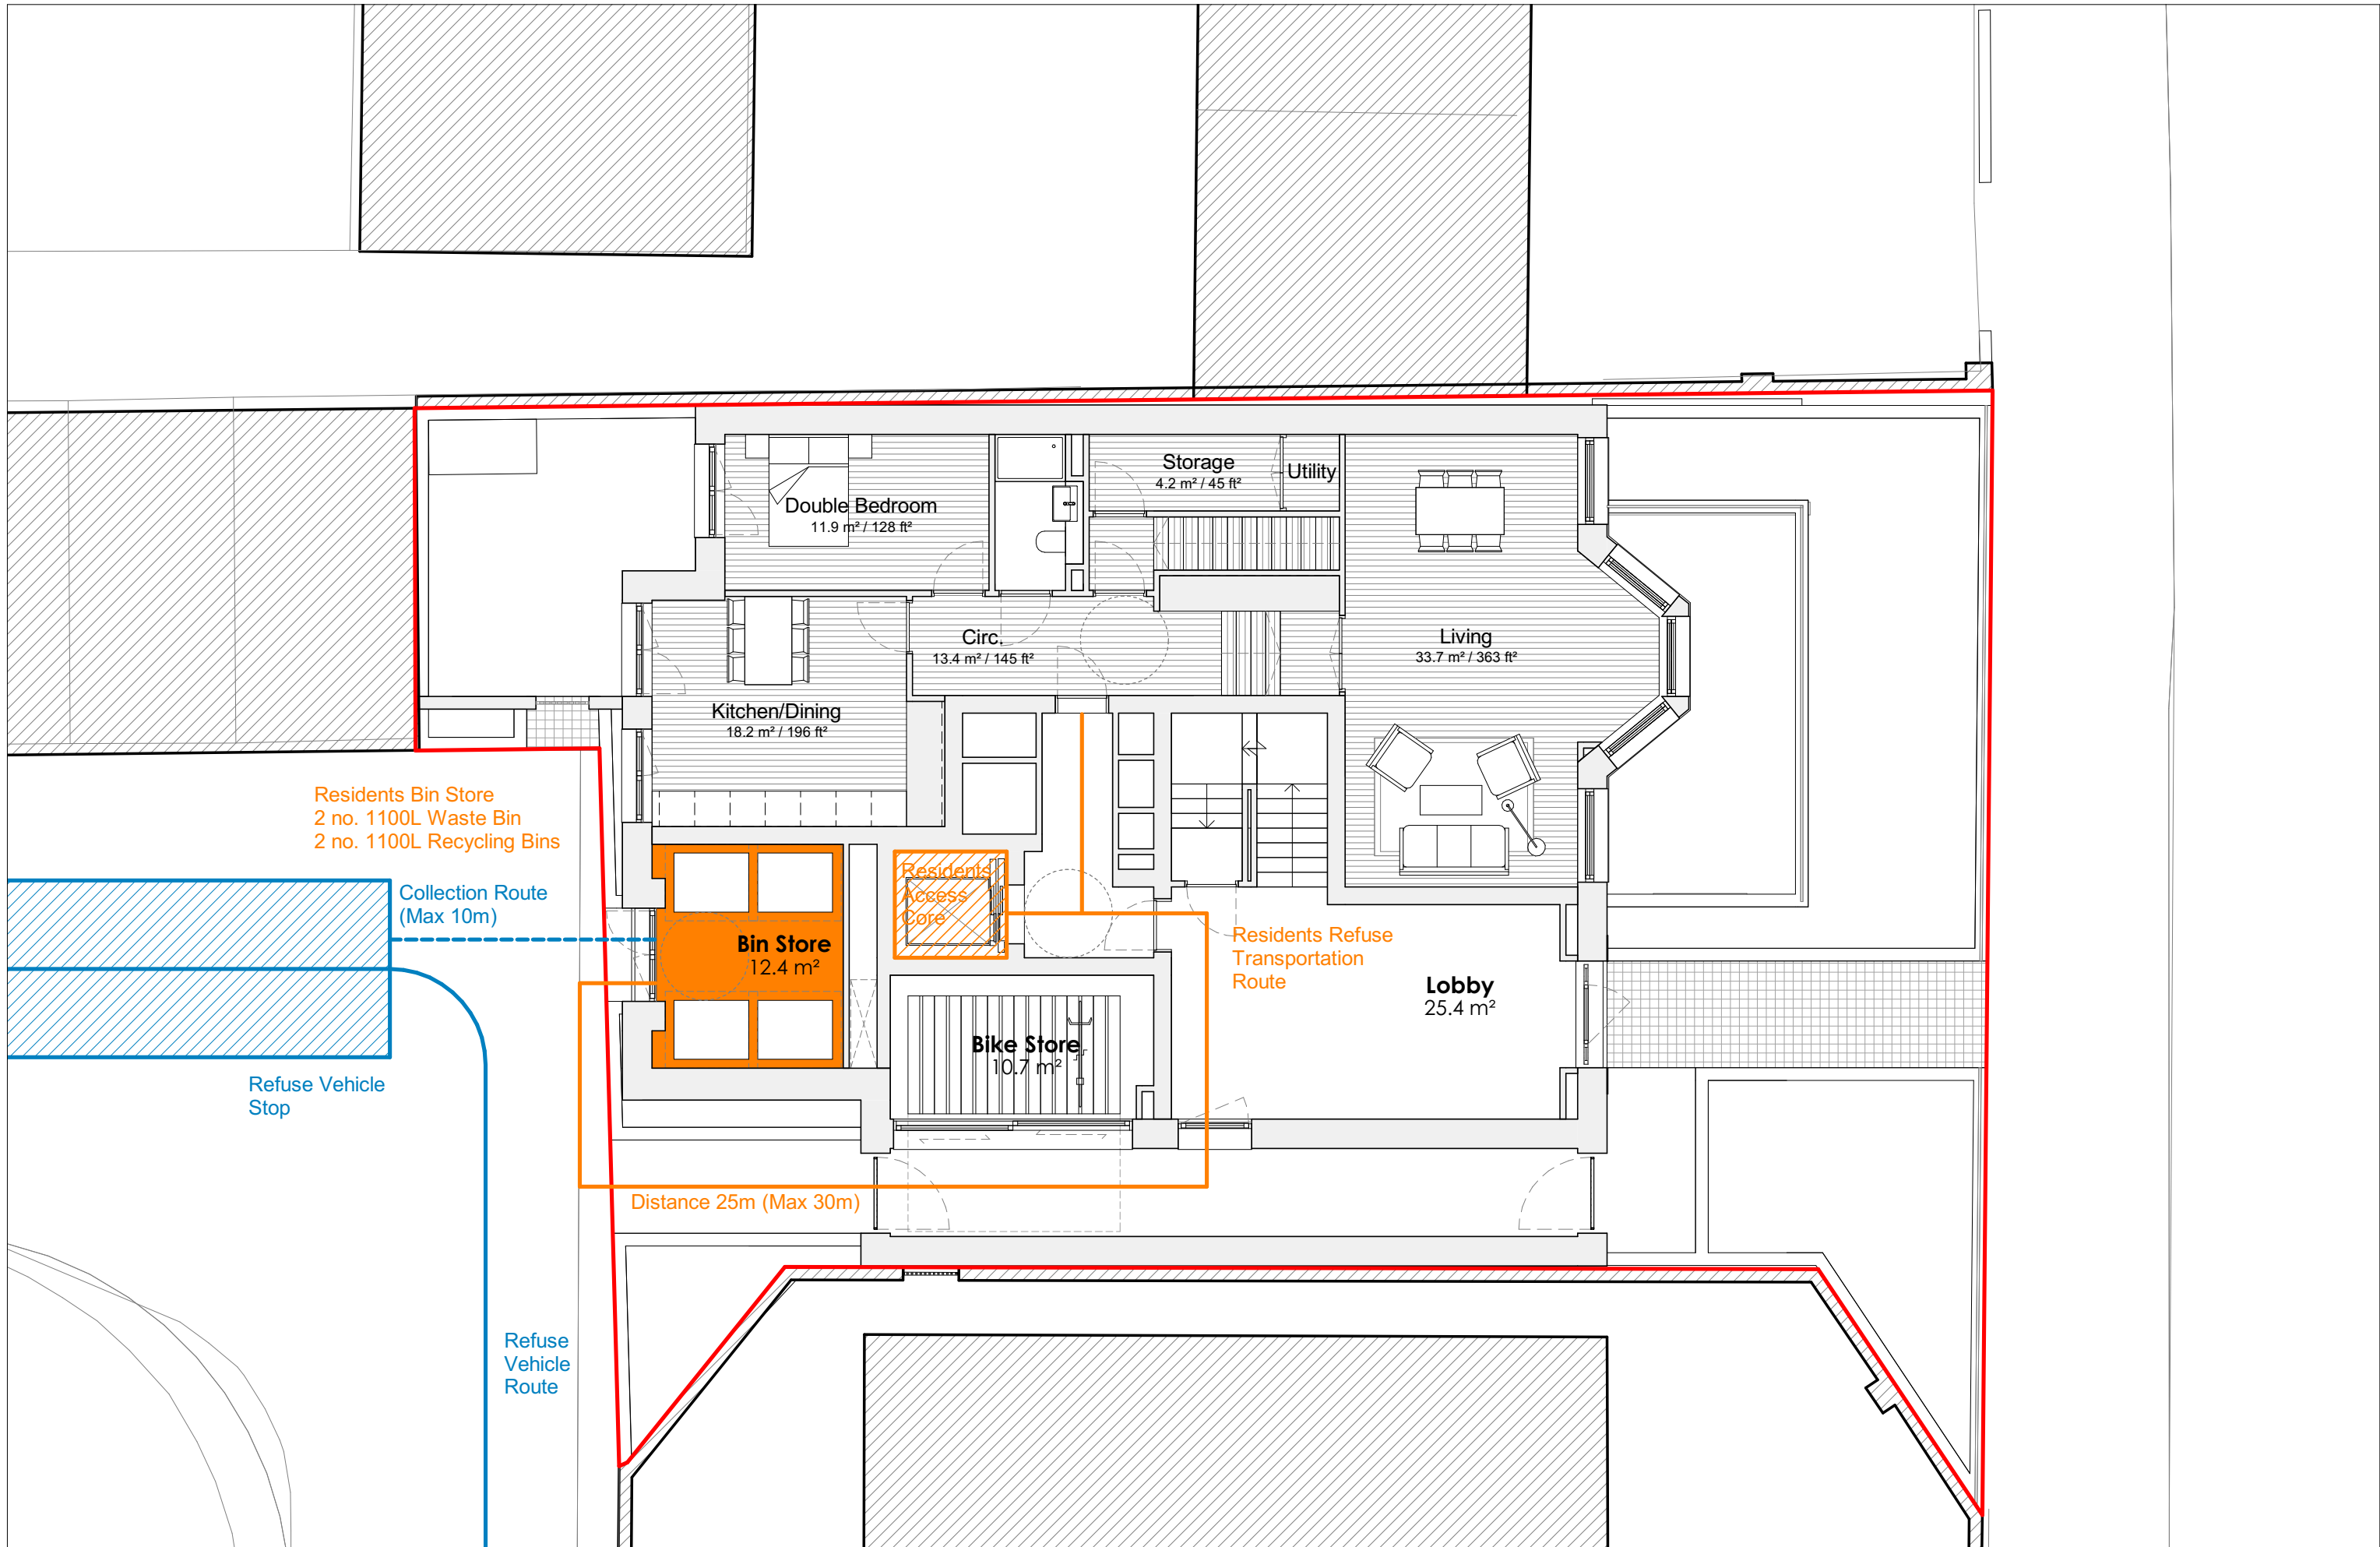 Storage
4.2 m² / 45 ft²
Utility
Double Bedroom
11.9 m² / 128 ft²
Circ.
13.4 m² / 145 ft²
Living
33.7 m² / 363 ft²
Kitchen/Dining
18.2 m² / 196 ft²
Residents Bin Store
2 no. 1100L Waste Bin
2 no. 1100L Recycling Bins
Collection Route
(Max 10m)
Residents
Access
Core
Bin Store
12.4 m²
Residents Refuse
Transportation
Route
Lobby
25.4 m²
Bike Store
10.7 m²
Refuse Vehicle
Stop
Distance 25m (Max 30m)
Refuse
Vehicle
Route